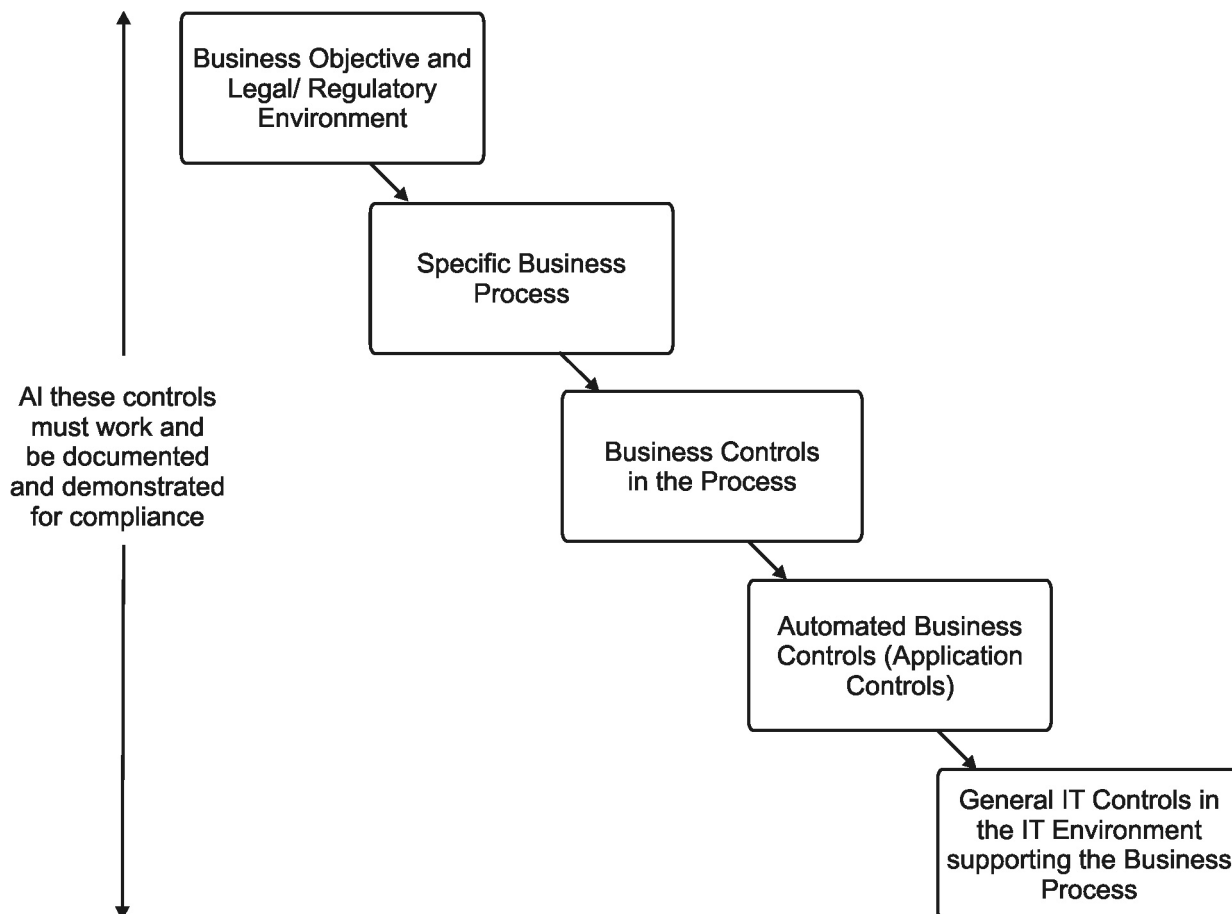 Business Objective and
Legal/ Regulatory
Environment
Specific Business
Process
AI these controls
must work and
be documented
and demonstrated
for compliance
Business Controls
in the Process
Automated Business
Controls (Application
Controls)
General IT Controls in
the IT Environment
supporting the Business
Process